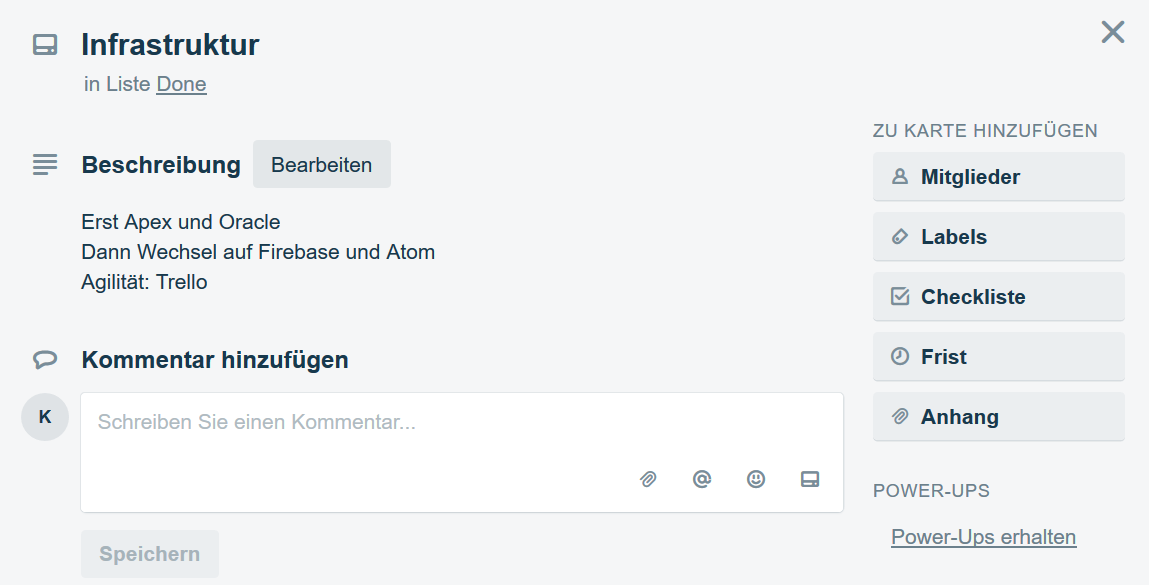 Infrastruktur
in Liste Done
Beschreibung
Bearbeiten
Erst Apex und Oracle
Dann Wechsel auf Firebase und Atom
Agilität: Trello
Kommentar hinzufügen
K
Schreiben Sie einen Kommentar...
Speichern
ZU KARTE HINZUFÜGEN
Mitglieder
Labels
Checkliste
Frist
Anhang
POWER-UPS
Power-Ups erhalten